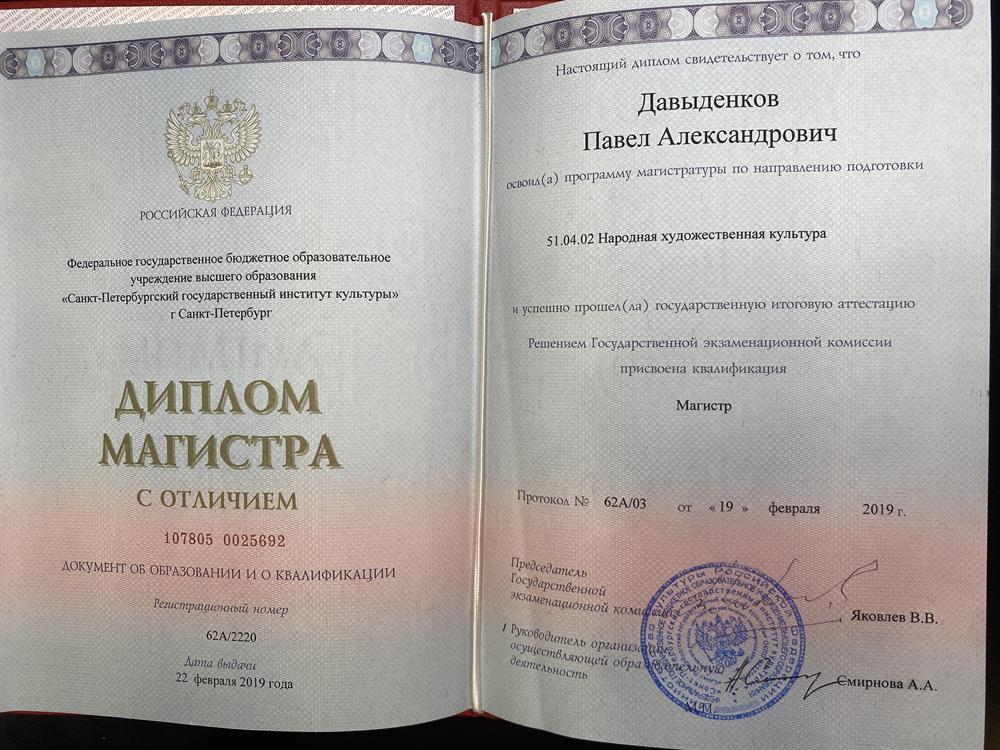 РОССИЙСКАЯ ФЕДЕРАЦИЯ
Федеральное государственное бюджетное образовательное
учреждение высшего образования
«Санкт-Петербургский государственный институт культуры»
г Санкт-Петербург
ДИПЛОМ
МАГИСТРА
С ОТЛИЧИЕМ
107805 0025692
ДОКУМЕНТ ОБ ОБРАЗОВАНИИ И О КВАЛИФИКАЦИИ
Регистрационный номер
62А/2220
Дата выдачи
22 февраля 2019 года
Настоящий диплом свидетельствует о том, что
Давыденков
Павел Александрович
освоил(а) программу магистратуры по направлению подготовки
51.04.02 Народная художественная культура
и успешно прошел(ла) государственную итоговую аттестацию
Решением Государственной экзаменационной комиссии
присвоена квалификация
Магистр
Протокол № 62А/03 от « 19 » февраля 2019 г.
Председатель
Государственной
экзаменационной комиссии
Яковлев В.В.
/ Руководитель организации,
осуществляющей образовательную
деятельность
Смирнова А.А.
М.П.